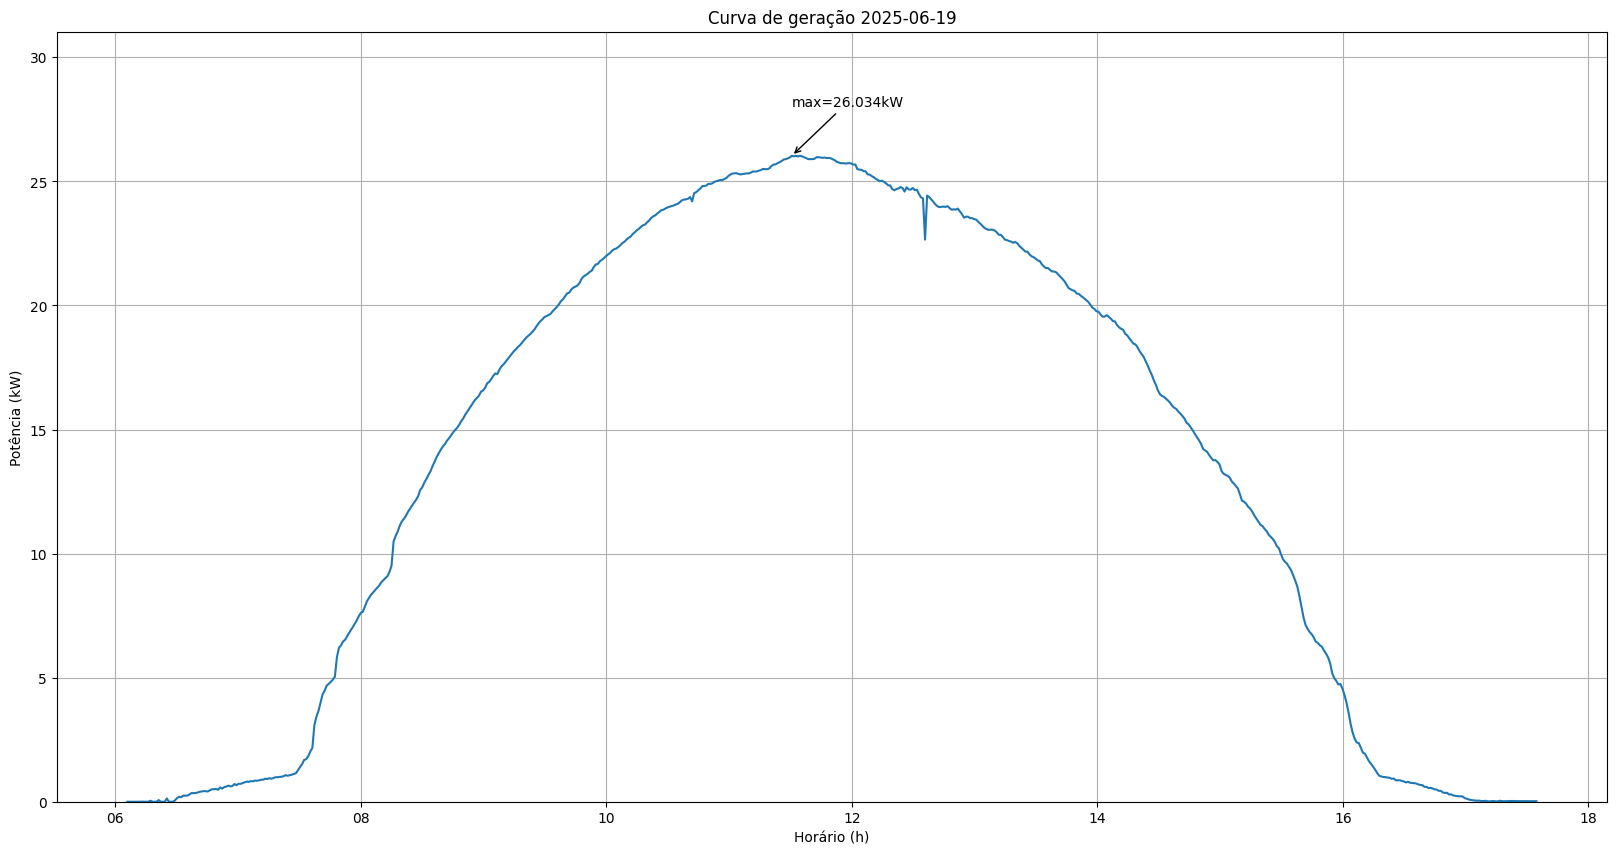 Curva de geração 2025-06-19
30
max=26.034kW
25
20
15
10
5
0
Potência (kW)
06 08 10 12 14 16 18
Horário (h)